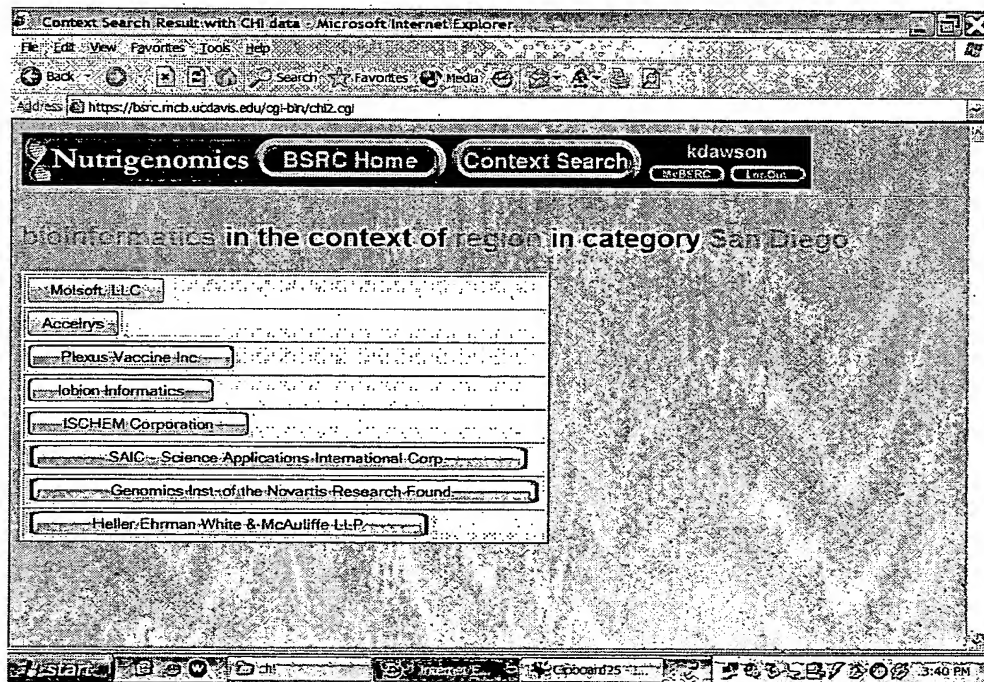 Context Search Result with CHI data - Microsoft Internet Explorer
File Edit View Favorites Tools Help
Back Search Favorites Media
Address https://bsrc.mcb.ucdavis.edu/cgi-bin/chi2.cgi
Nutrigenomics BSRC Home Context Search kdawson
MyBSRC Log Out
bioinformatics in the context of region in category San Diego
Molsoft, LLC
Accelrys
Plexus Vaccine Inc.
Iobion Informatics
ISCHEM Corporation
SAIC - Science Applications International Corp
Genomics Inst. of the Novartis Research Found.
Heller Ehrman White & McAuliffe LLP
start chi Clipboard25 3:40 PM